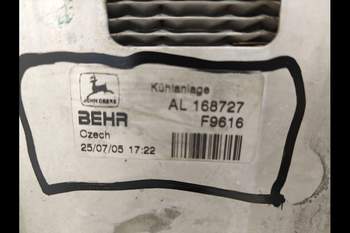 Kühlanlage
JOHN DEERE
AL 168727
BEHR F9616
Czech
25/07/05 17:22